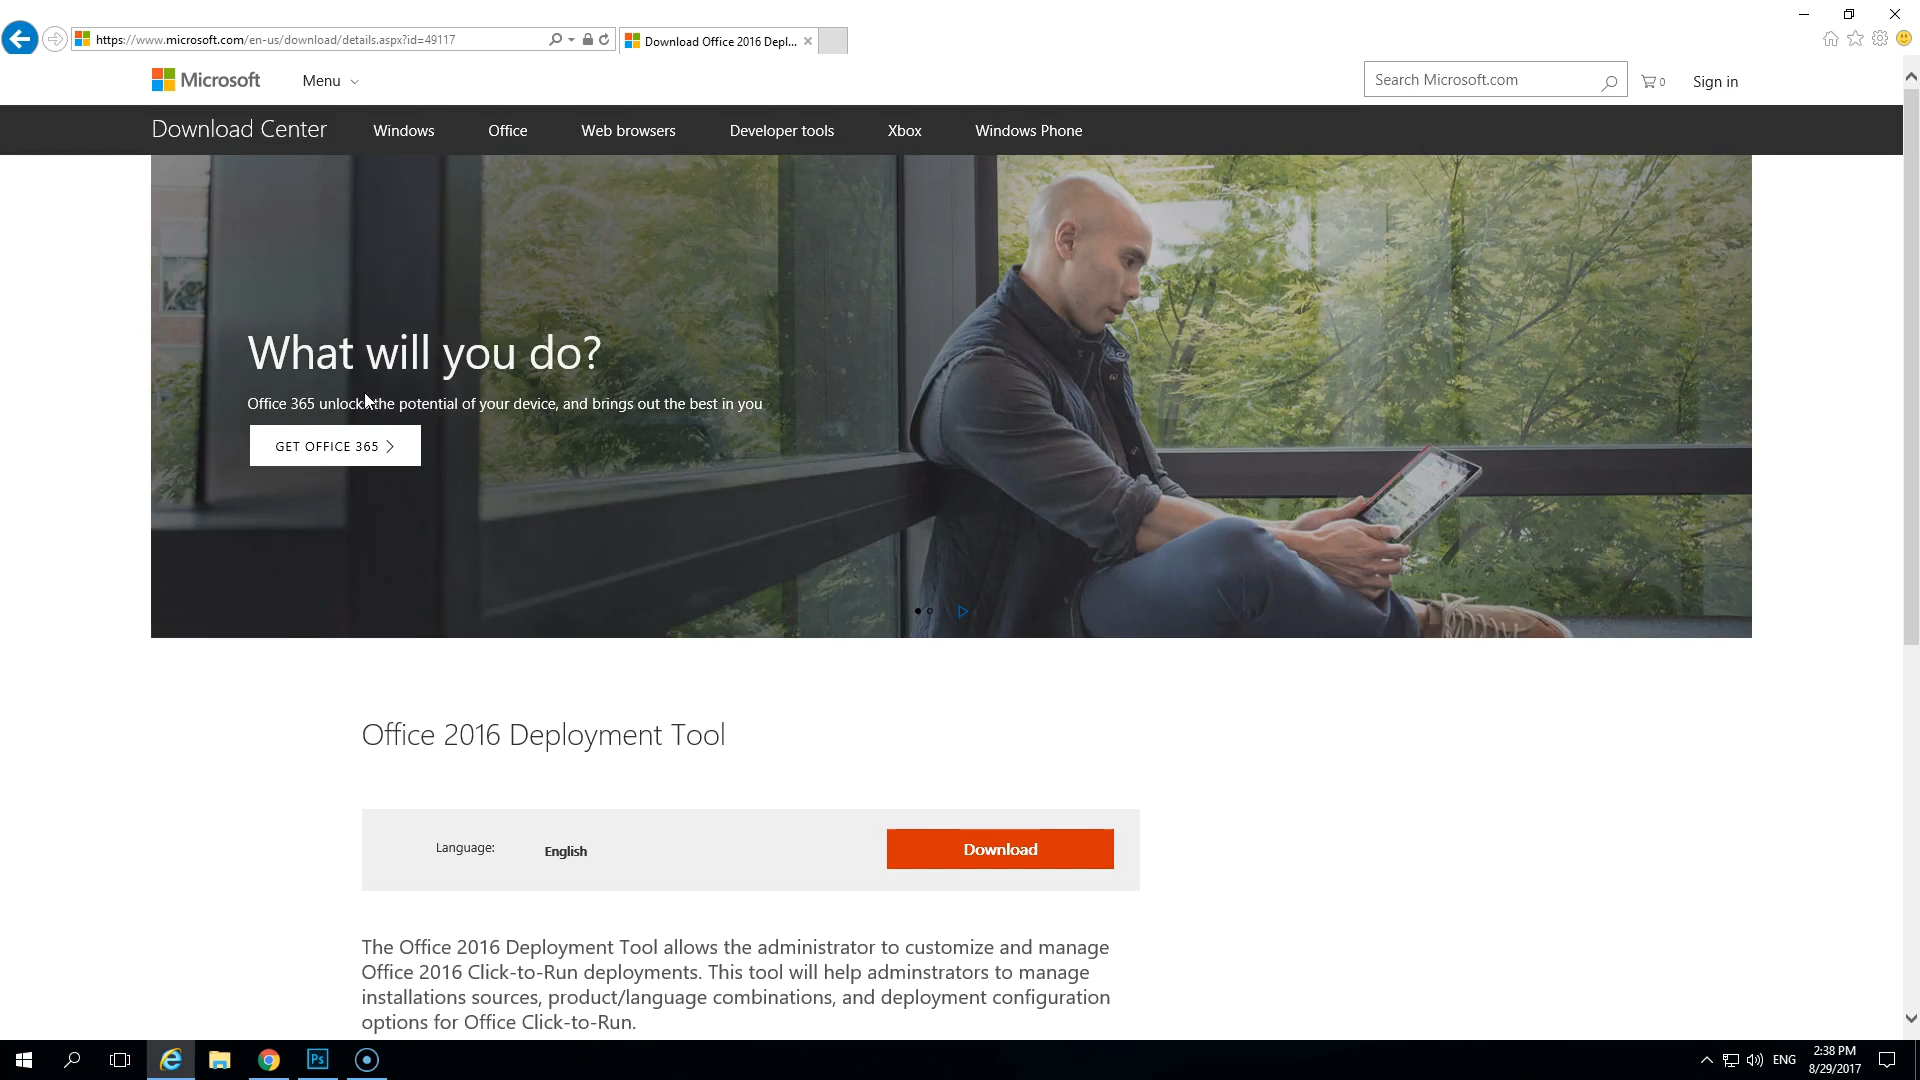 https://www.microsoft.com/en-us/download/details.aspx?id=49117
Download Office 2016 Depl...
Microsoft
Menu
Search Microsoft.com
0
Sign in
Download Center
Windows
Office
Web browsers
Developer tools
Xbox
Windows Phone
What will you do?
Office 365 unlocks the potential of your device, and brings out the best in you
GET OFFICE 365
Office 2016 Deployment Tool
Language:
English
Download
The Office 2016 Deployment Tool allows the administrator to customize and manage
Office 2016 Click-to-Run deployments. This tool will help adminstrators to manage
installations sources, product/language combinations, and deployment configuration
options for Office Click-to-Run.
Ps
ENG
2:38 PM
8/29/2017